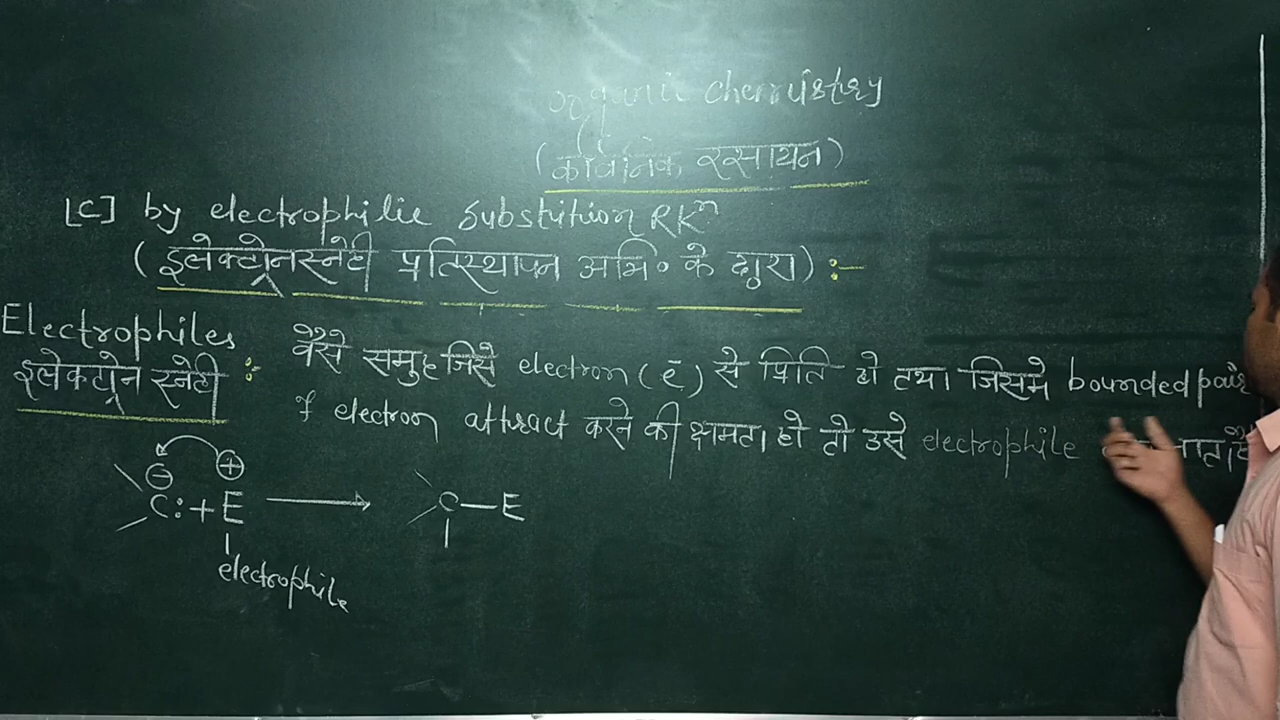 organic chemistry
(कार्बनिक रसायन)
[C] by electrophilic substitution RKⁿ
(इलेक्ट्रोनस्नेही प्रतिस्थापन अभि० के द्वारा) :-
Electrophiles
इलेक्ट्रोन स्नेही :-
वैसे समुह जिसे electron (ē) से प्रिति हो तथा जिसमे bounded pair
of electron attract करने की क्षमता हो तो उसे electrophile
⊖ ⊕
C: + E → C—E
electrophile